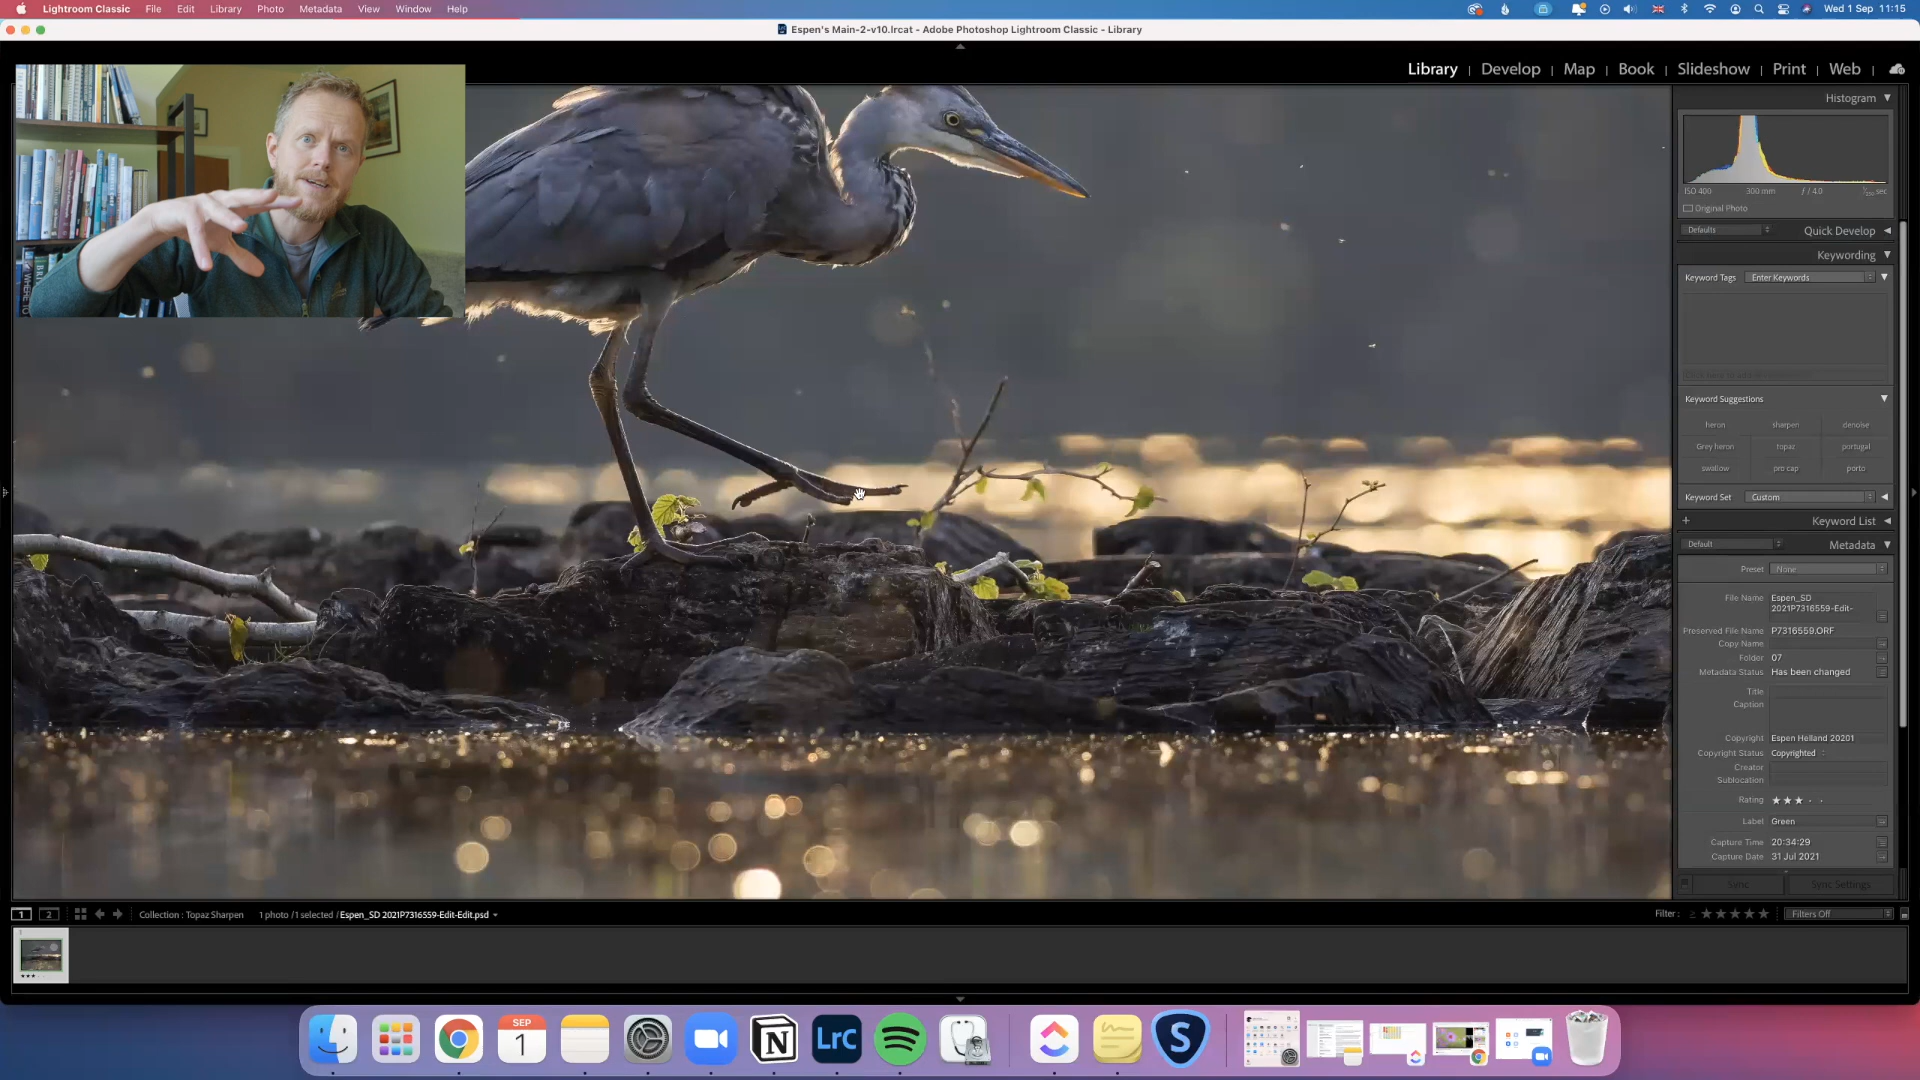 Lightroom Classic File Edit Library Photo Metadata View Window Help
Wed 1 Sep 11:15
Espen's Main-2-v10.lrcat - Adobe Photoshop Lightroom Classic - Library
Library | Develop | Map | Book | Slideshow | Print | Web |
Histogram
ISO 400 300 mm ƒ / 4.0
Original Photo
Defaults Quick Develop
Keywording
Keyword Tags Enter Keywords
Keyword Suggestions
heron sharpen denoise
Grey heron topaz portugal
swallow pro cap porto
Keyword Set Custom
+ Keyword List
Default Metadata
Preset None
File Name Espen_SD
2021P7316559-Edit-
Preserved File Name P7316559.ORF
Copy Name
Folder 07
Metadata Status Has been changed
Title
Caption
Copyright Espen Helland 20201
Copyright Status Copyrighted
Creator
Sublocation
Rating ★ ★ ★ · ·
Label Green
Capture Time 20:34:29
Capture Date 31 Jul 2021
Sync Sync Settings
1 2 Collection : Topaz Sharpen 1 photo / 1 selected / Espen_SD 2021P7316559-Edit-Edit.psd
Filter : ≥ ★★★★★ Filters Off
SEP
1
N
LrC
S